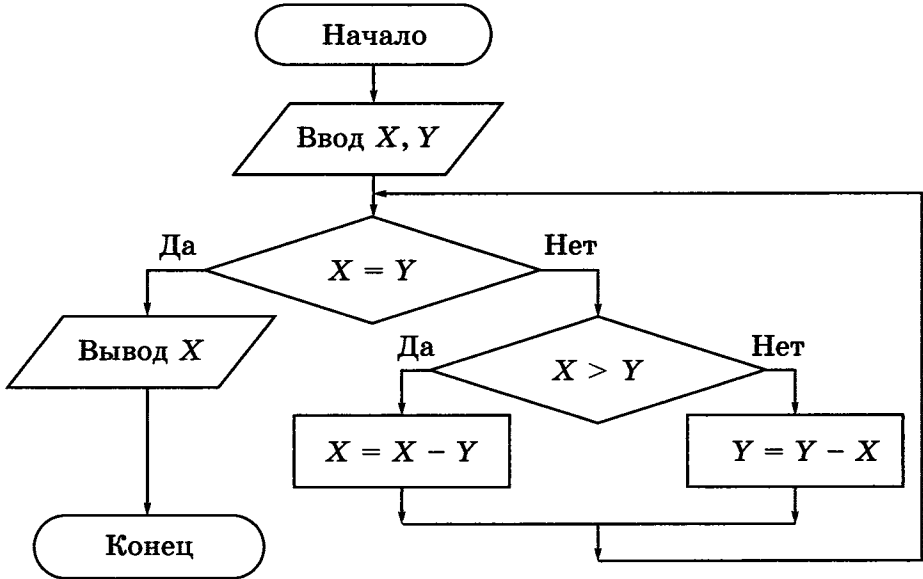 Начало
Ввод X, Y
Да
Нет
X = Y
Вывод X
Да
Нет
X > Y
X = X − Y
Y = Y − X
Конец